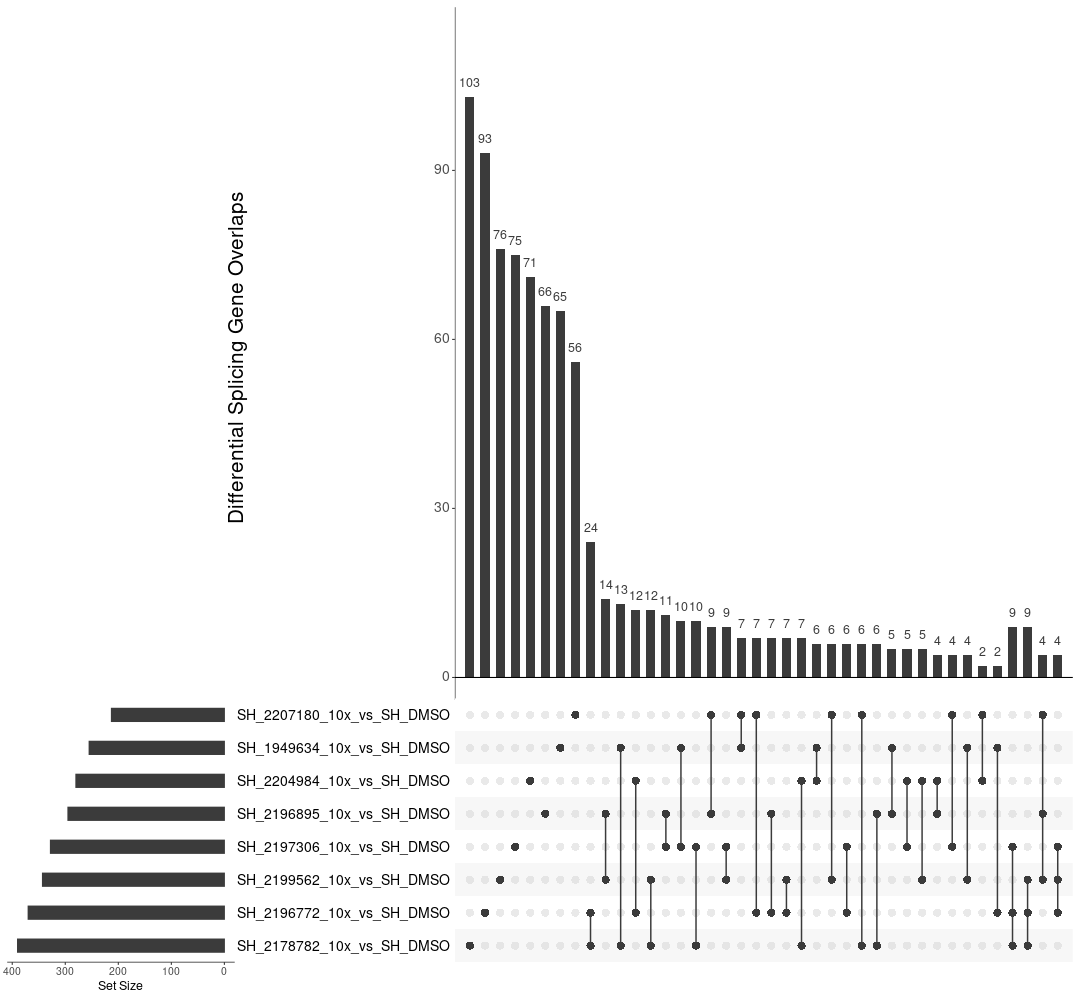 Differential Splicing Gene Overlaps
90
60
30
0
103
93
76 75
71
66 65
56
24
14 13 12 12 11 10 10 9 9 7 7 7 7 7 6 6 6 6 6 5 5 5 4 4 4 2 2 9 9 4 4
SH_2207180_10x_vs_SH_DMSO
SH_1949634_10x_vs_SH_DMSO
SH_2204984_10x_vs_SH_DMSO
SH_2196895_10x_vs_SH_DMSO
SH_2197306_10x_vs_SH_DMSO
SH_2199562_10x_vs_SH_DMSO
SH_2196772_10x_vs_SH_DMSO
SH_2178782_10x_vs_SH_DMSO
400 300 200 100 0
Set Size